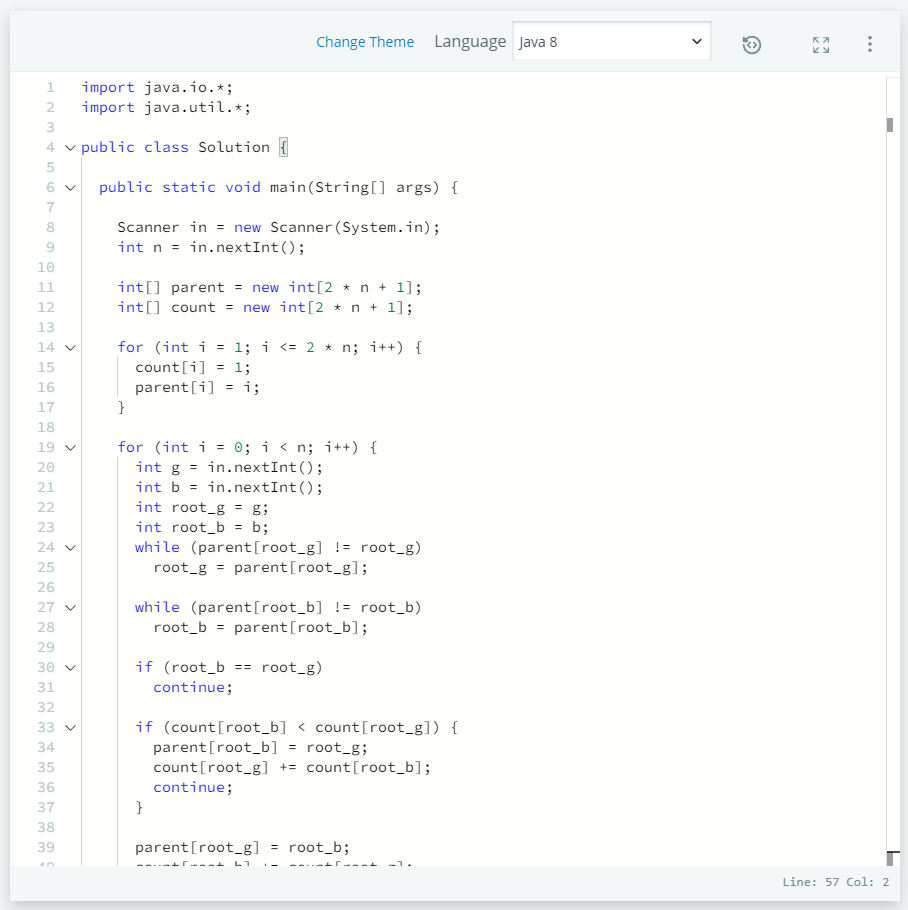 Change Theme Language Java 8
1 import java.io.*;
2 import java.util.*;
3
4 public class Solution {
5
6 public static void main(String[] args) {
7
8 Scanner in = new Scanner(System.in);
9 int n = in.nextInt();
10
11 int[] parent = new int[2 * n + 1];
12 int[] count = new int[2 * n + 1];
13
14 for (int i = 1; i <= 2 * n; i++) {
15 count[i] = 1;
16 parent[i] = i;
17 }
18
19 for (int i = 0; i < n; i++) {
20 int g = in.nextInt();
21 int b = in.nextInt();
22 int root_g = g;
23 int root_b = b;
24 while (parent[root_g] != root_g)
25 root_g = parent[root_g];
26
27 while (parent[root_b] != root_b)
28 root_b = parent[root_b];
29
30 if (root_b == root_g)
31 continue;
32
33 if (count[root_b] < count[root_g]) {
34 parent[root_b] = root_g;
35 count[root_g] += count[root_b];
36 continue;
37 }
38
39 parent[root_g] = root_b;
40 count[root_b] += count[root_g];
Line: 57 Col: 2